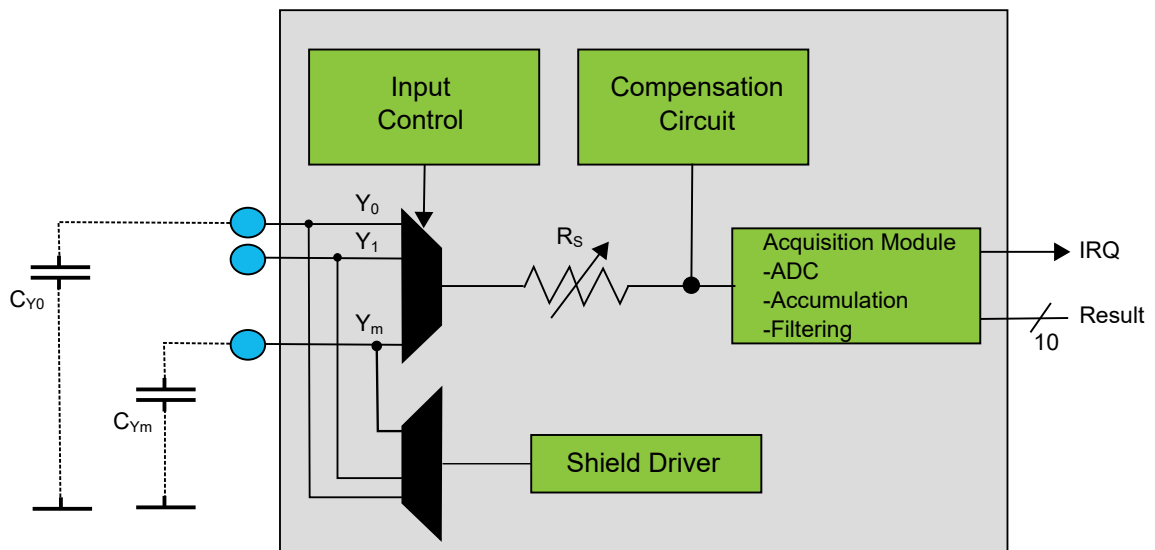 Input
Control
Compensation
Circuit
Y0
Y1
Ym
RS
CY0
CYm
Acquisition Module
-ADC
-Accumulation
-Filtering
IRQ
Result
10
Shield Driver